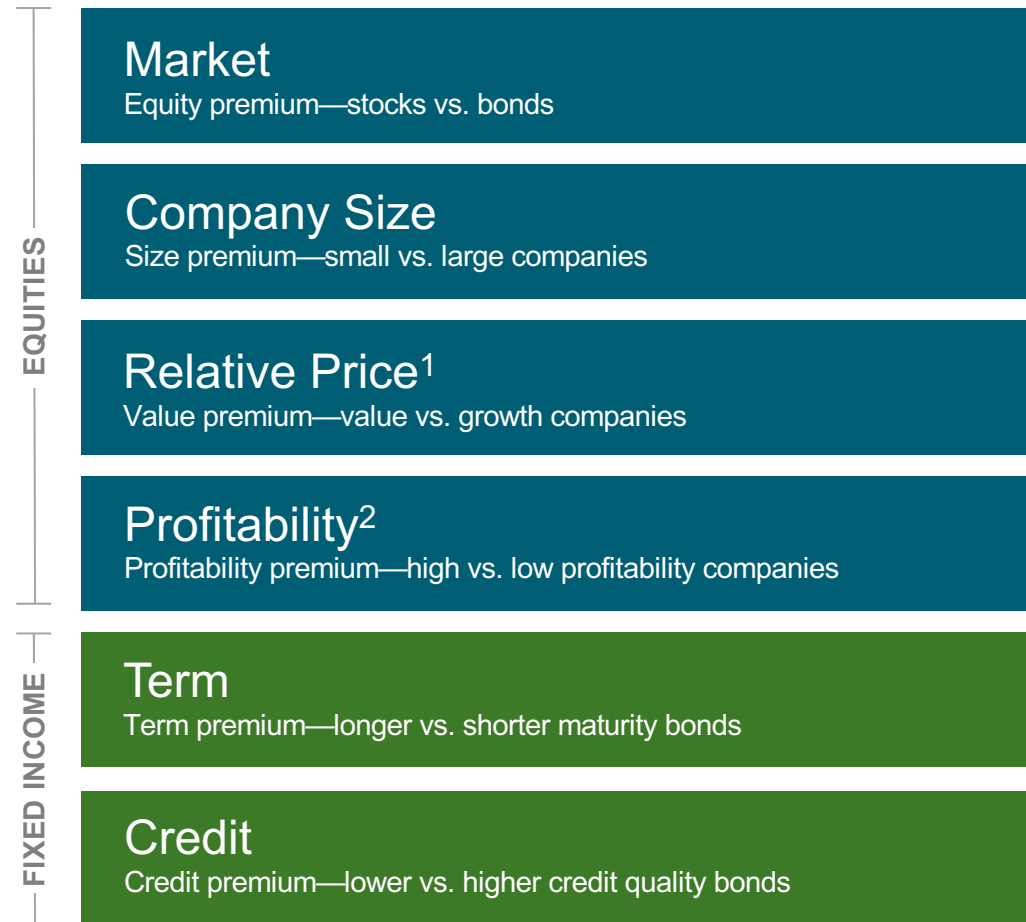 EQUITIES
Market
Equity premium—stocks vs. bonds
Company Size
Size premium—small vs. large companies
Relative Price¹
Value premium—value vs. growth companies
Profitability²
Profitability premium—high vs. low profitability companies
FIXED INCOME
Term
Term premium—longer vs. shorter maturity bonds
Credit
Credit premium—lower vs. higher credit quality bonds